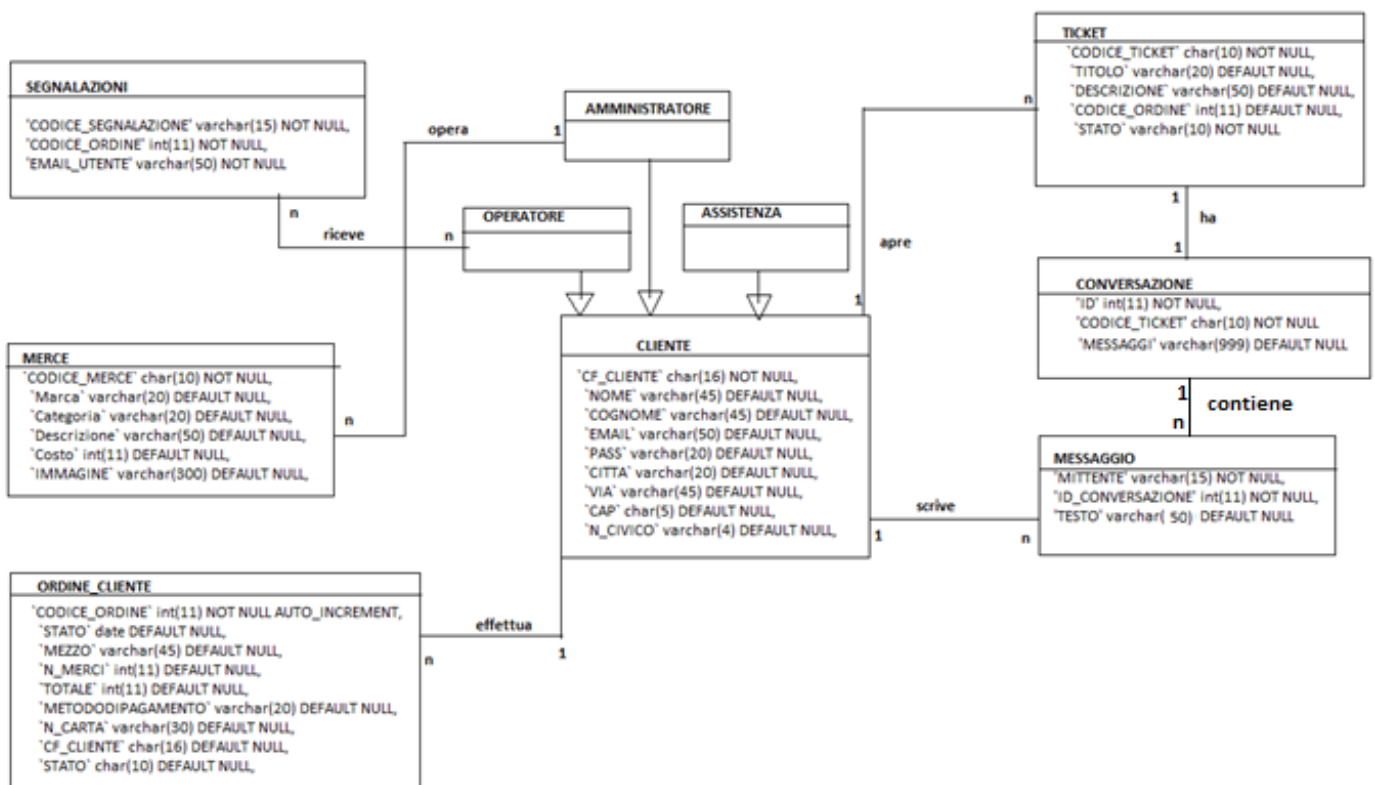 SEGNALAZIONI
`CODICE_SEGNALAZIONE` varchar(15) NOT NULL,
`CODICE_ORDINE` int(11) NOT NULL,
`EMAIL_UTENTE` varchar(50) NOT NULL
n
riceve
n
opera
1
AMMINISTRATORE
OPERATORE
ASSISTENZA
TICKET
`CODICE_TICKET` char(10) NOT NULL,
`TITOLO` varchar(20) DEFAULT NULL,
`DESCRIZIONE` varchar(50) DEFAULT NULL,
`CODICE_ORDINE` int(11) DEFAULT NULL,
`STATO` varchar(10) NOT NULL
n
apre
1
1
ha
1
CONVERSAZIONE
`ID` int(11) NOT NULL,
`CODICE_TICKET` char(10) NOT NULL
`MESSAGGI` varchar(999) DEFAULT NULL
1
contiene
n
MERCE
`CODICE_MERCE` char(10) NOT NULL,
`Marca` varchar(20) DEFAULT NULL,
`Categoria` varchar(20) DEFAULT NULL,
`Descrizione` varchar(50) DEFAULT NULL,
`Costo` int(11) DEFAULT NULL,
`IMMAGINE` varchar(300) DEFAULT NULL,
n
CLIENTE
`CF_CLIENTE` char(16) NOT NULL,
`NOME` varchar(45) DEFAULT NULL,
`COGNOME` varchar(45) DEFAULT NULL,
`EMAIL` varchar(50) DEFAULT NULL,
`PASS` varchar(20) DEFAULT NULL,
`CITTA` varchar(20) DEFAULT NULL,
`VIA` varchar(45) DEFAULT NULL,
`CAP` char(5) DEFAULT NULL,
`N_CIVICO` varchar(4) DEFAULT NULL,
scrive
1
n
MESSAGGIO
`MITTENTE` varchar(15) NOT NULL,
`ID_CONVERSAZIONE` int(11) NOT NULL,
`TESTO` varchar( 50) DEFAULT NULL
ORDINE_CLIENTE
`CODICE_ORDINE` int(11) NOT NULL AUTO_INCREMENT,
`STATO` date DEFAULT NULL,
`MEZZO` varchar(45) DEFAULT NULL,
`N_MERCI` int(11) DEFAULT NULL,
`TOTALE` int(11) DEFAULT NULL,
`METODODIPAGAMENTO` varchar(20) DEFAULT NULL,
`N_CARTA` varchar(30) DEFAULT NULL,
`CF_CLIENTE` char(16) DEFAULT NULL,
`STATO` char(10) DEFAULT NULL,
effettua
n
1